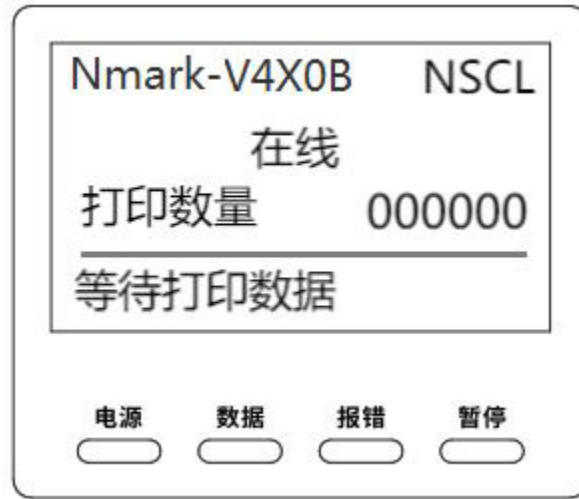 Nmark-V4X0B NSCL
在线
打印数量 000000
等待打印数据
电源 数据 报错 暂停